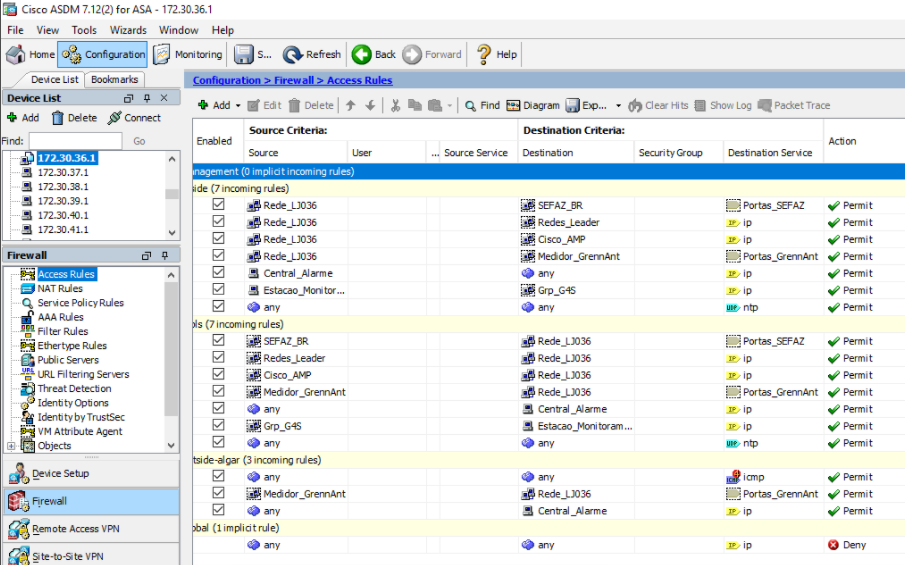 Cisco ASDM 7.12(2) for ASA - 172.30.36.1
File View Tools Wizards Window Help
Home Configuration Monitoring S... Refresh Back Forward Help
Device List Bookmarks
Configuration > Firewall > Access Rules
Device List
Add Delete Connect
Find: Go
172.30.36.1
172.30.37.1
172.30.38.1
172.30.39.1
172.30.40.1
172.30.41.1
Firewall
Access Rules
NAT Rules
Service Policy Rules
AAA Rules
Filter Rules
Ethertype Rules
Public Servers
URL Filtering Servers
Threat Detection
Identity Options
Identity by TrustSec
VM Attribute Agent
Objects
Device Setup
Firewall
Remote Access VPN
Site-to-Site VPN
Add Edit Delete Find Diagram Exp... Clear Hits Show Log Packet Trace
Enabled Source Criteria: Destination Criteria: Action
Source User ... Source Service Destination Security Group Destination Service
nagement (0 implicit incoming rules)
side (7 incoming rules)
Rede_LJ036 SEFAZ_BR Portas_SEFAZ Permit
Rede_LJ036 Redes_Leader ip Permit
Rede_LJ036 Cisco_AMP ip Permit
Rede_LJ036 Medidor_GrennAnt Portas_GrennAnt Permit
Central_Alarme any ip Permit
Estacao_Monitor... Grp_G4S ip Permit
any any ntp Permit
ls (7 incoming rules)
SEFAZ_BR Rede_LJ036 Portas_SEFAZ Permit
Redes_Leader Rede_LJ036 ip Permit
Cisco_AMP Rede_LJ036 ip Permit
Medidor_GrennAnt Rede_LJ036 Portas_GrennAnt Permit
any Central_Alarme ip Permit
Grp_G4S Estacao_Monitoram... ip Permit
any any ntp Permit
tside-algar (3 incoming rules)
any any icmp Permit
Medidor_GrennAnt Rede_LJ036 Portas_GrennAnt Permit
any Central_Alarme ip Permit
obal (1 implicit rule)
any any ip Deny